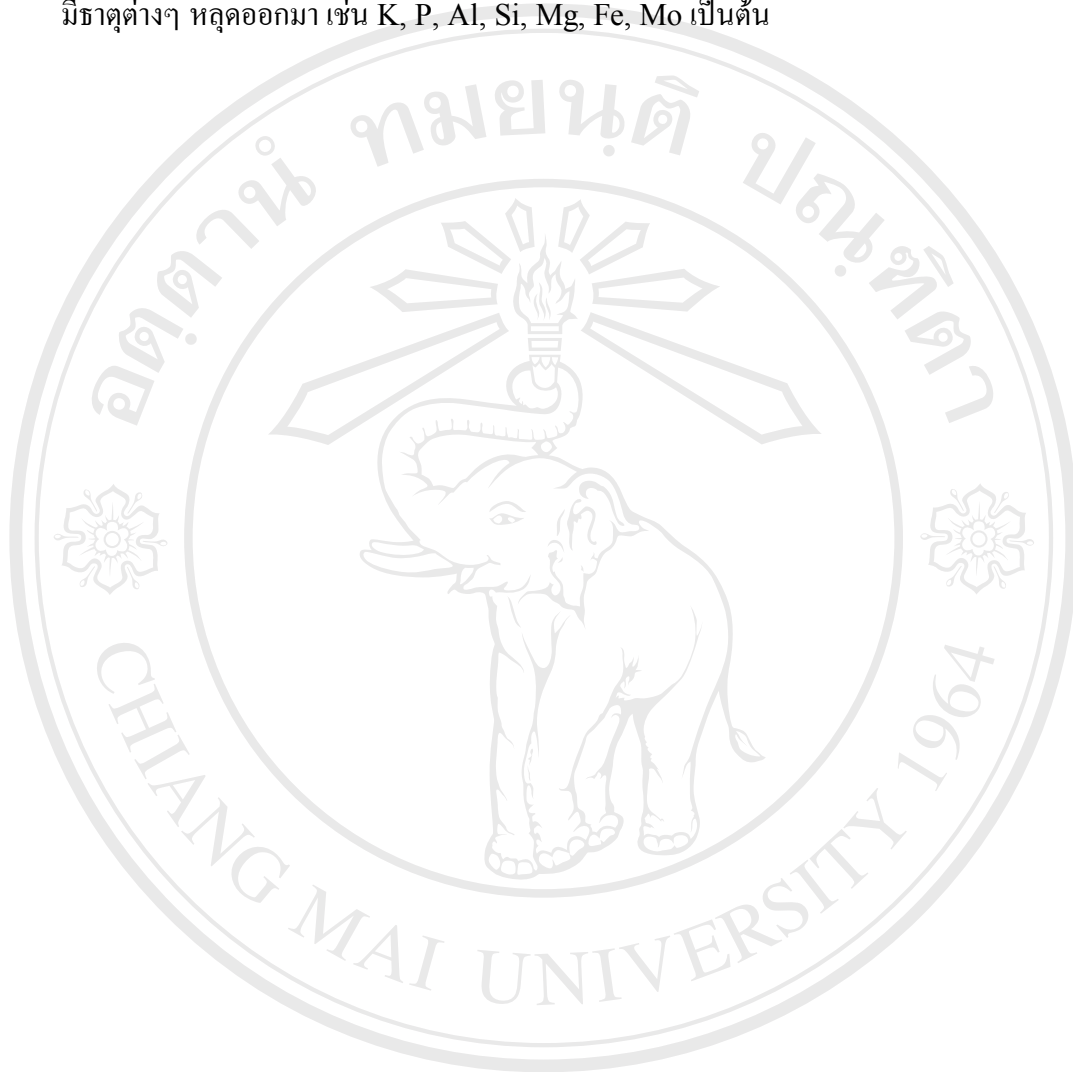 มีธาตุต่างๆ หลุดออกมา เช่น K, P, Al, Si, Mg, Fe, Mo เป็นต้น
อตฺตานํ ทมยนฺติ ปณฺฑิตา
CHIANG MAI UNIVERSITY 1964